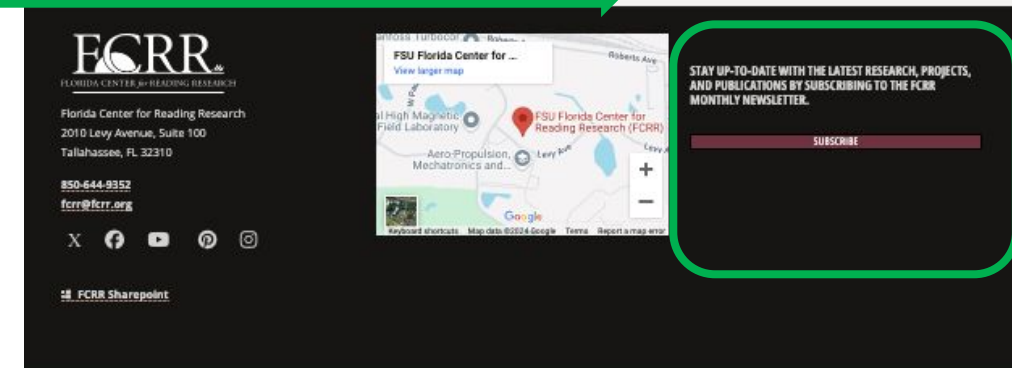 FCRR
FLORIDA CENTER for READING RESEARCH
Florida Center for Reading Research
2010 Levy Avenue, Suite 100
Tallahassee, FL 32310
850-644-9352
fcrr@fcrr.org
X
FCRR Sharepoint
Roberts Ave
FSU Florida Center for ...
View larger map
High Magnetic
Field Laboratory
FSU Florida Center for
Reading Research (FCRR)
Aero-Propulsion,
Mechatronics and...
Levy Ave
Levy
+
−
Google
Keyboard shortcuts Map data ©2024 Google Terms Report a map error
STAY UP-TO-DATE WITH THE LATEST RESEARCH, PROJECTS,
AND PUBLICATIONS BY SUBSCRIBING TO THE FCRR
MONTHLY NEWSLETTER.
SUBSCRIBE